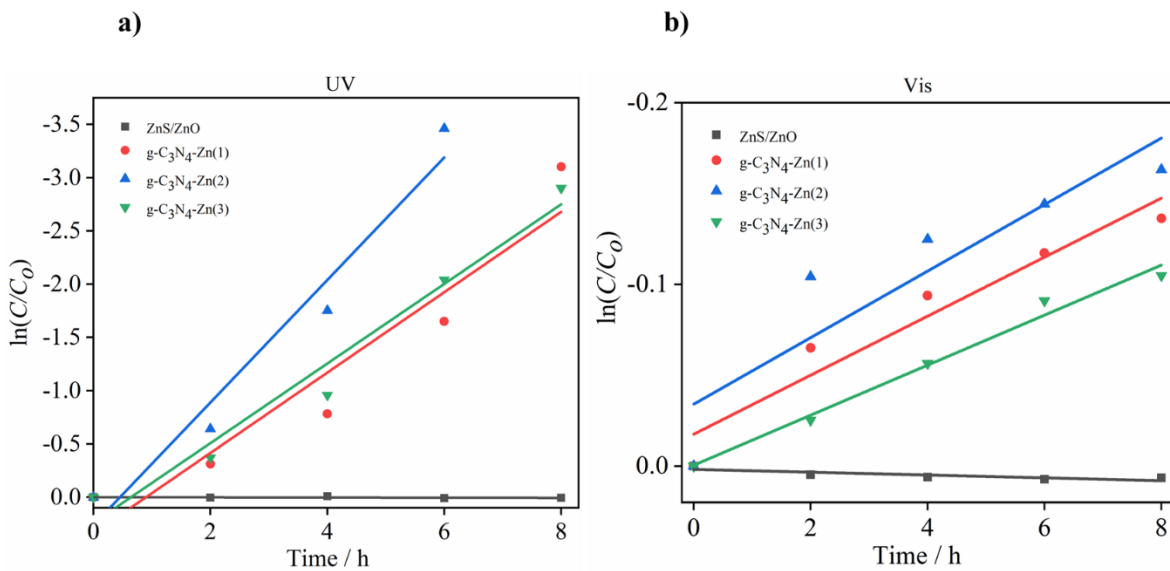 a)
UV
ln(C/Co)
-3.5
-3.0
-2.5
-2.0
-1.5
-1.0
-0.5
0.0
ZnS/ZnO
g-C3N4-Zn(1)
g-C3N4-Zn(2)
g-C3N4-Zn(3)
0 2 4 6 8
Time / h
b)
Vis
ln(C/Co)
-0.2
-0.1
0.0
ZnS/ZnO
g-C3N4-Zn(1)
g-C3N4-Zn(2)
g-C3N4-Zn(3)
0 2 4 6 8
Time / h